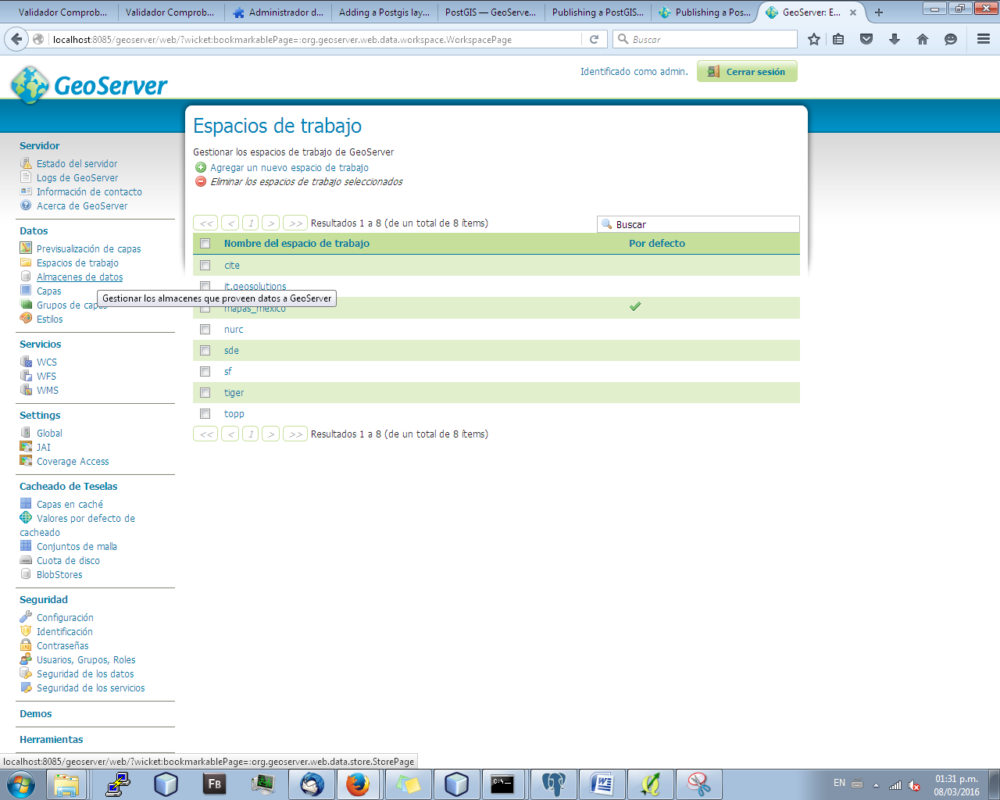 Validador Comprob... Validador Comprob... Administrador d... Adding a Postgis lay... PostGIS — GeoServe... Publishing a PostGIS... Publishing a Pos... GeoServer: E...
localhost:8085/geoserver/web/?wicket:bookmarkablePage=:org.geoserver.web.data.workspace.WorkspacePage
Buscar
GeoServer
Identificado como admin.
Cerrar sesión
Servidor
Estado del servidor
Logs de GeoServer
Información de contacto
Acerca de GeoServer
Datos
Previsualización de capas
Espacios de trabajo
Almacenes de datos
Capas
Grupos de capas
Estilos
Gestionar los almacenes que proveen datos a GeoServer
Servicios
WCS
WFS
WMS
Settings
Global
JAI
Coverage Access
Cacheado de Teselas
Capas en caché
Valores por defecto de
cacheado
Conjuntos de malla
Cuota de disco
BlobStores
Seguridad
Configuración
Identificación
Contraseñas
Usuarios, Grupos, Roles
Seguridad de los datos
Seguridad de los servicios
Demos
Herramientas
Espacios de trabajo
Gestionar los espacios de trabajo de GeoServer
Agregar un nuevo espacio de trabajo
Eliminar los espacios de trabajo seleccionados
<< < 1 > >> Resultados 1 a 8 (de un total de 8 ítems)
Buscar
Nombre del espacio de trabajo Por defecto
cite
it.geosolutions
mapas_mexico
nurc
sde
sf
tiger
topp
<< < 1 > >> Resultados 1 a 8 (de un total de 8 ítems)
localhost:8085/geoserver/web/?wicket:bookmarkablePage=:org.geoserver.web.data.store.StorePage
FB
C:\_
W
EN
01:31 p.m.
08/03/2016